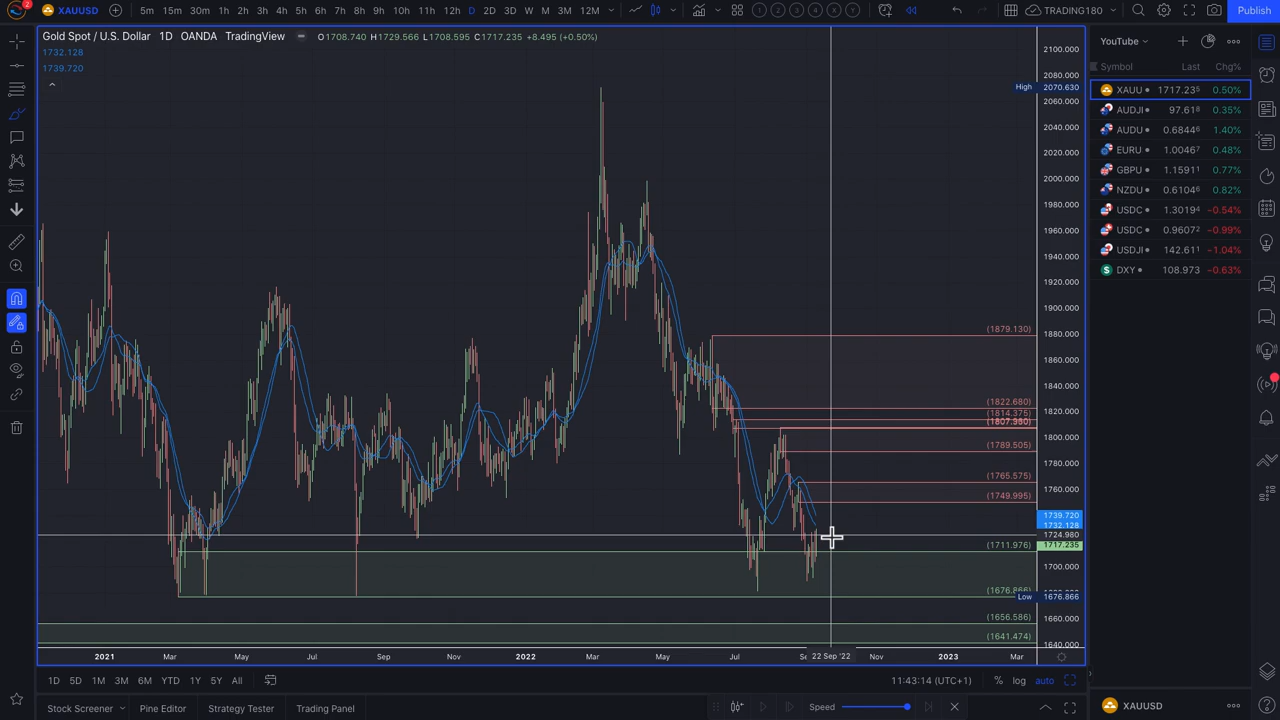 2 XAUUSD 5m 15m 30m 1h 2h 3h 4h 5h 6h 7h 8h 9h 10h 11h 12h D 2D 3D W M 3M 12M TRADING180 Publish
Gold Spot / U.S. Dollar 1D OANDA TradingView O1708.740 H1729.566 L1708.595 C1717.235 +8.495 (+0.50%)
1732.128
1739.720
2100.000
2080.000
High 2070.630
2060.000
2040.000
2020.000
2000.000
1980.000
1960.000
1940.000
1920.000
1900.000
1880.000
1860.000
1840.000
1820.000
1800.000
1780.000
1760.000
1739.720
1732.128
1724.980
1717.235
1700.000
Low 1676.866
1660.000
1640.000
(1879.130)
(1822.680)
(1814.375)
(1807.980)
(1789.505)
(1765.575)
(1749.995)
(1711.976)
(1676.866)
(1656.586)
(1641.474)
2021 Mar May Jul Sep Nov 2022 Mar May Jul 22 Sep '22 Nov 2023 Mar
1D 5D 1M 3M 6M YTD 1Y 5Y All 11:43:14 (UTC+1) % log auto
Stock Screener Pine Editor Strategy Tester Trading Panel Speed
YouTube
Symbol Last Chg%
XAUU 1717.235 0.50%
AUDJI 97.618 0.35%
AUDU 0.68446 1.40%
EURU 1.00467 0.48%
GBPU 1.15911 0.77%
NZDU 0.61046 0.82%
USDC 1.30194 −0.54%
USDC 0.96072 −0.99%
USDJI 142.611 −1.04%
DXY 108.973 −0.63%
XAUUSD